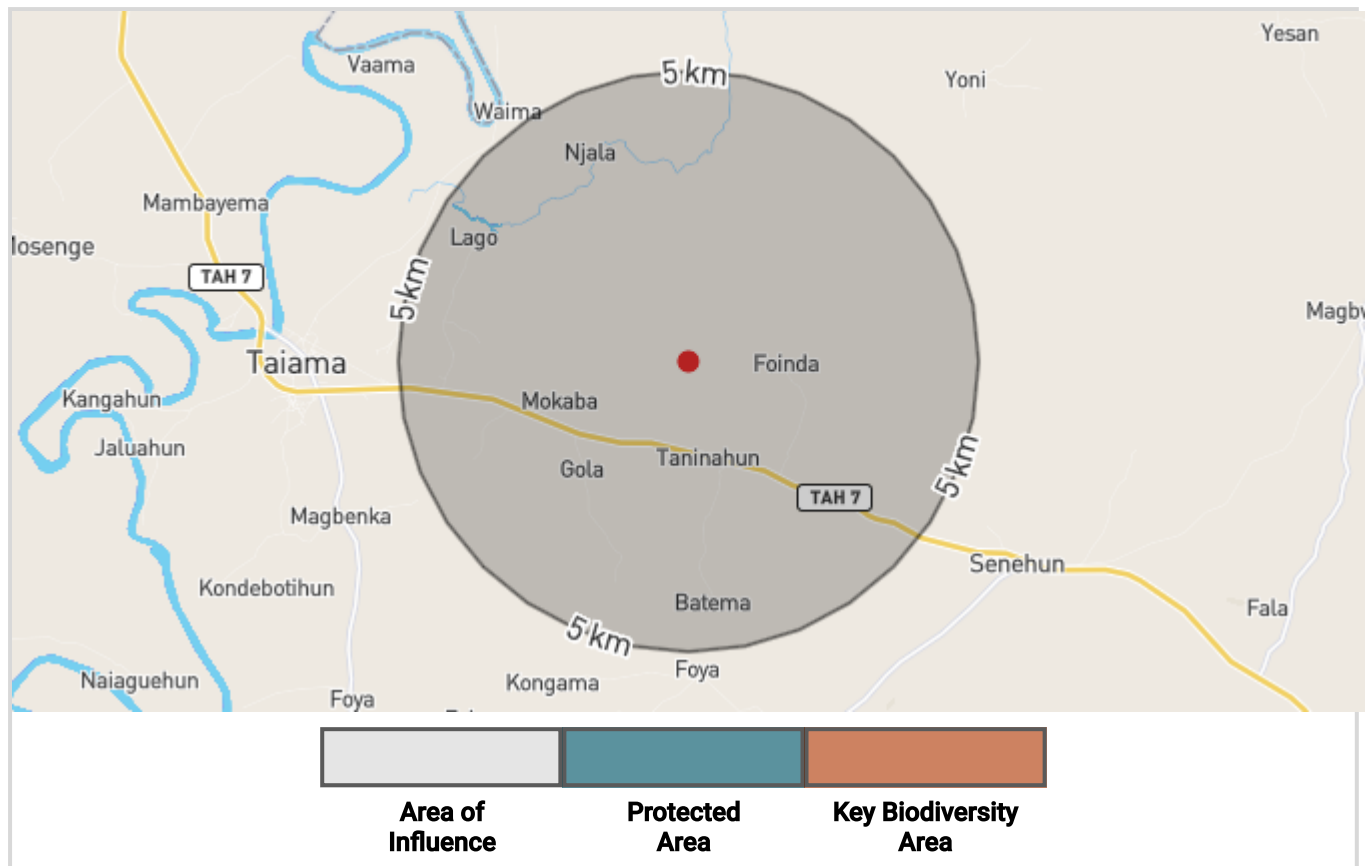 Yesan
Vaama
5 km
Yoni
Waima
Njala
Mambayema
Lago
5 km
TAH 7
Taiama
Foinda
Kangahun
Mokaba
Jaluahun
Gola
Taninahun
5 km
TAH 7
Magbenka
Senehun
Kondebotihun
Batema
Fala
5 km
Foya
Naiaguehun
Kongama
Foya
Area of
Influence
Protected
Area
Key Biodiversity
Area